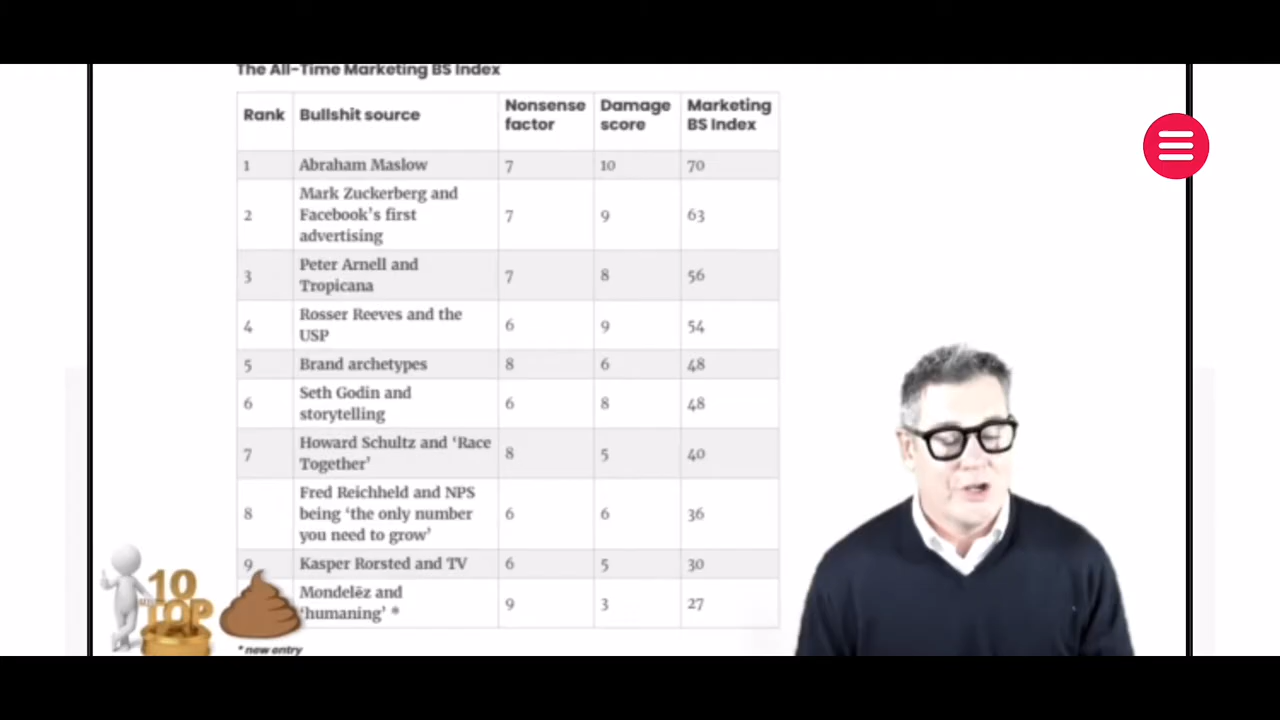 The All-Time Marketing BS Index
Rank Bullshit source Nonsense factor Damage score Marketing BS Index
1 Abraham Maslow 7 10 70
2 Mark Zuckerberg and Facebook's first advertising 7 9 63
3 Peter Arnell and Tropicana 7 8 56
4 Rosser Reeves and the USP 6 9 54
5 Brand archetypes 8 6 48
6 Seth Godin and storytelling 6 8 48
7 Howard Schultz and ‘Race Together’ 8 5 40
8 Fred Reichheld and NPS being ‘the only number you need to grow’ 6 6 36
9 Kasper Rorsted and TV 6 5 30
Mondelēz and ‘humaning’ * 9 3 27
* new entry
10
TOP